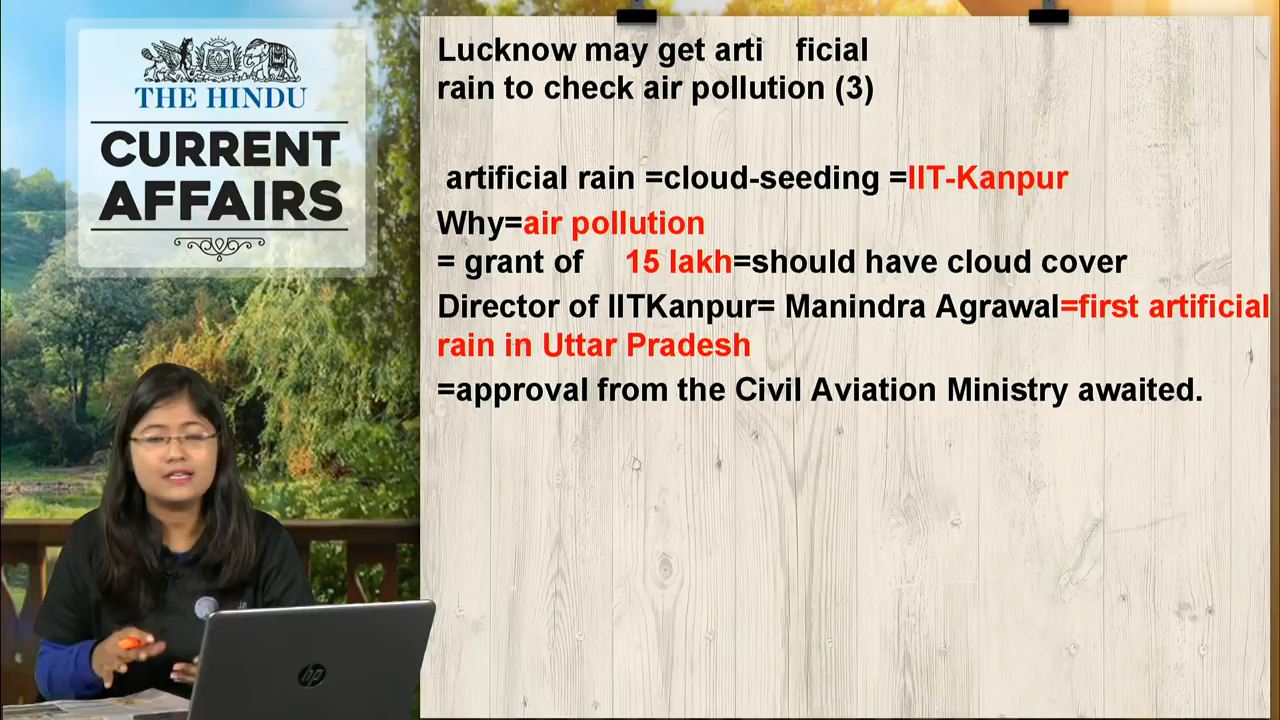 THE HINDU
CURRENT
AFFAIRS
Lucknow may get arti ficial
rain to check air pollution (3)
artificial rain =cloud-seeding =IIT-Kanpur
Why=air pollution
= grant of 15 lakh=should have cloud cover
Director of IITKanpur= Manindra Agrawal=first artificial
rain in Uttar Pradesh
=approval from the Civil Aviation Ministry awaited.
hp